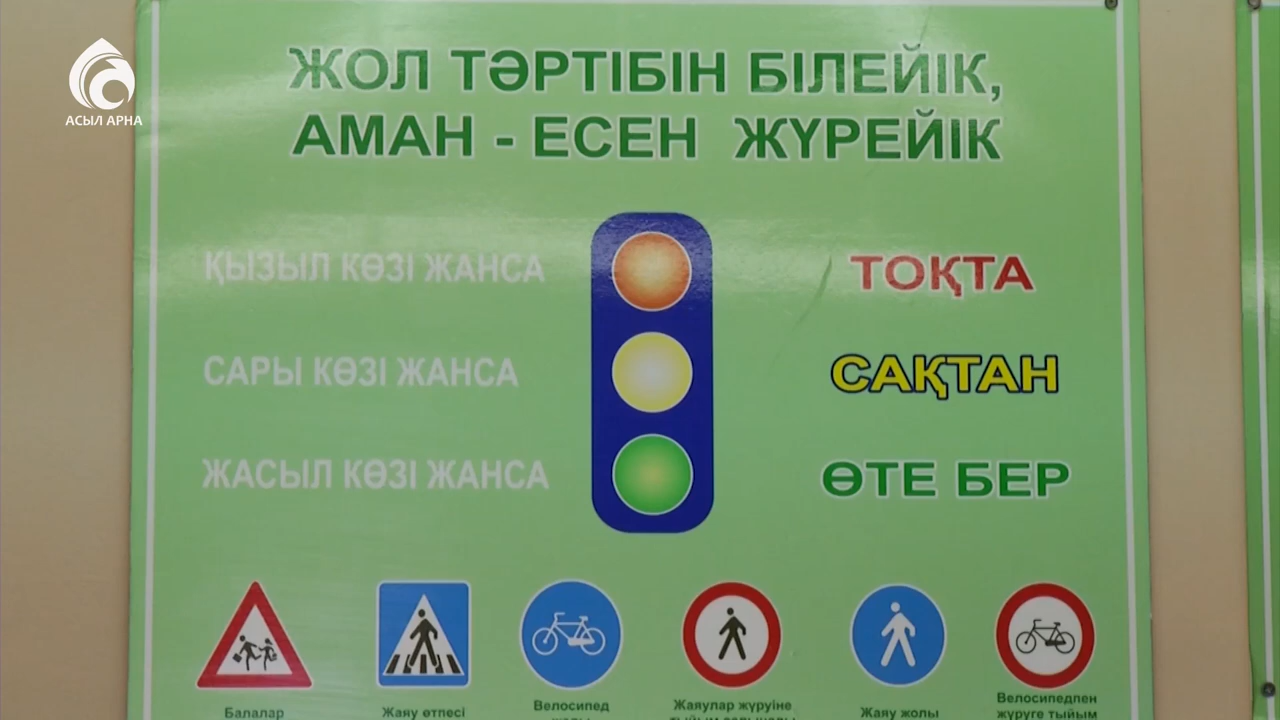 АСЫЛ АРНА
ЖОЛ ТӘРТІБІН БІЛЕЙІК,
АМАН - ЕСЕН ЖҮРЕЙІК
ҚЫЗЫЛ КӨЗІ ЖАНСА
ТОҚТА
САРЫ КӨЗІ ЖАНСА
САҚТАН
ЖАСЫЛ КӨЗІ ЖАНСА
ӨТЕ БЕР
Балалар
Жаяу өтпесі
Велосипед
Жаяулар жүруіне
Жаяу жолы
Велосипедпен
жүруге тыйым